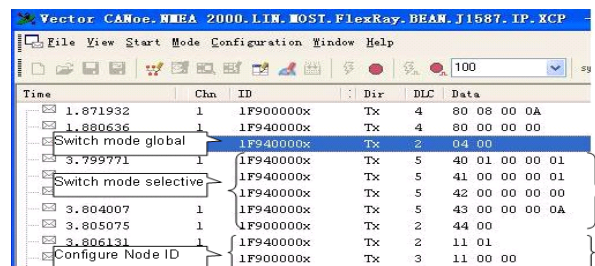 Vector CANoe.NMEA 2000.LIN.MOST.FlexRay.BEAN.J1587.IP.XCP -
File View Start Mode Configuration Window Help
100 sy
Time Chn ID Dir DLC Data
1.871932 1 1F900000x Tx 4 80 08 00 0A
1.880636 1 1F940000x Tx 4 80 00 00 00
Switch mode global 1F940000x Tx 2 04 00
3.799771 1 1F940000x Tx 5 40 01 00 00 01
Switch mode selective 1F940000x Tx 5 41 00 00 00 01
1F940000x Tx 5 42 00 00 00 00
3.804007 1 1F940000x Tx 5 43 00 00 00 0A
3.805075 1 1F900000x Tx 2 44 00
3.806131 1 1F940000x Tx 2 11 01
Configure Node ID 1F900000x Tx 3 11 00 00